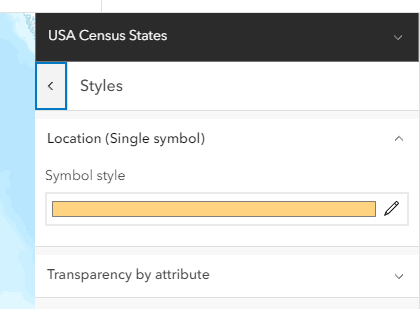 USA Census States
Styles
Location (Single symbol)
Symbol style
Transparency by attribute